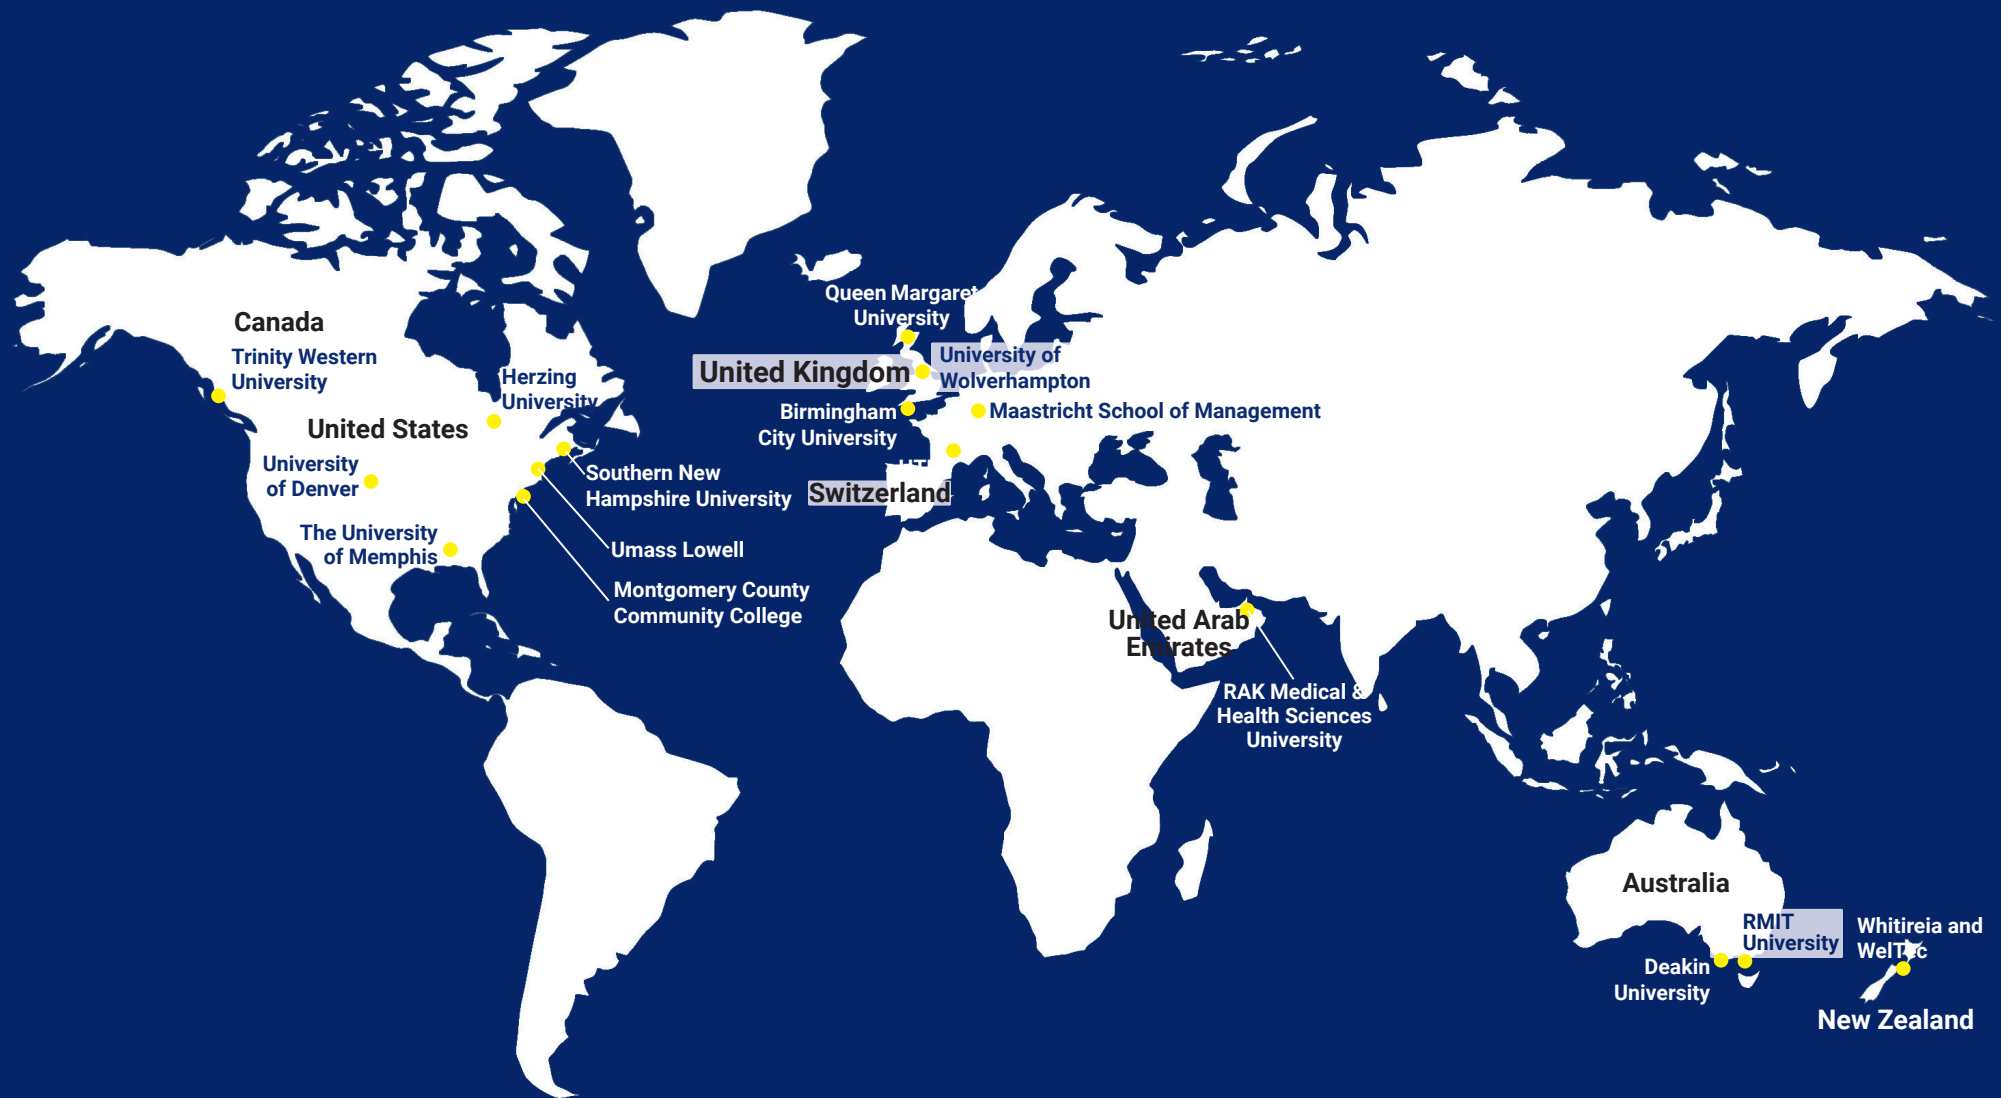 Queen Margaret
University
Canada
Trinity Western
University
United Kingdom
University of
Wolverhampton
Herzing
University
Birmingham
City University
Maastricht School of Management
United States
University
of Denver
Southern New
Hampshire University
Switzerland
The University
of Memphis
Umass Lowell
Montgomery County
Community College
United Arab
Emirates
RAK Medical &
Health Sciences
University
Australia
RMIT
University
Whitireia and
WelTec
Deakin
University
New Zealand